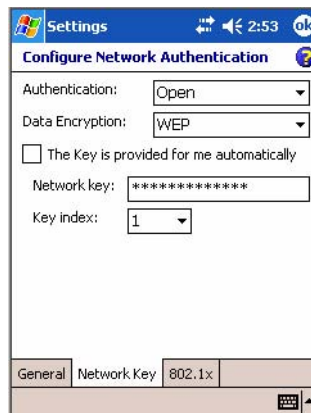 Settings 2:53 ok
Configure Network Authentication
Authentication: Open
Data Encryption: WEP
The Key is provided for me automatically
Network key: *************
Key index: 1
General Network Key 802.1x